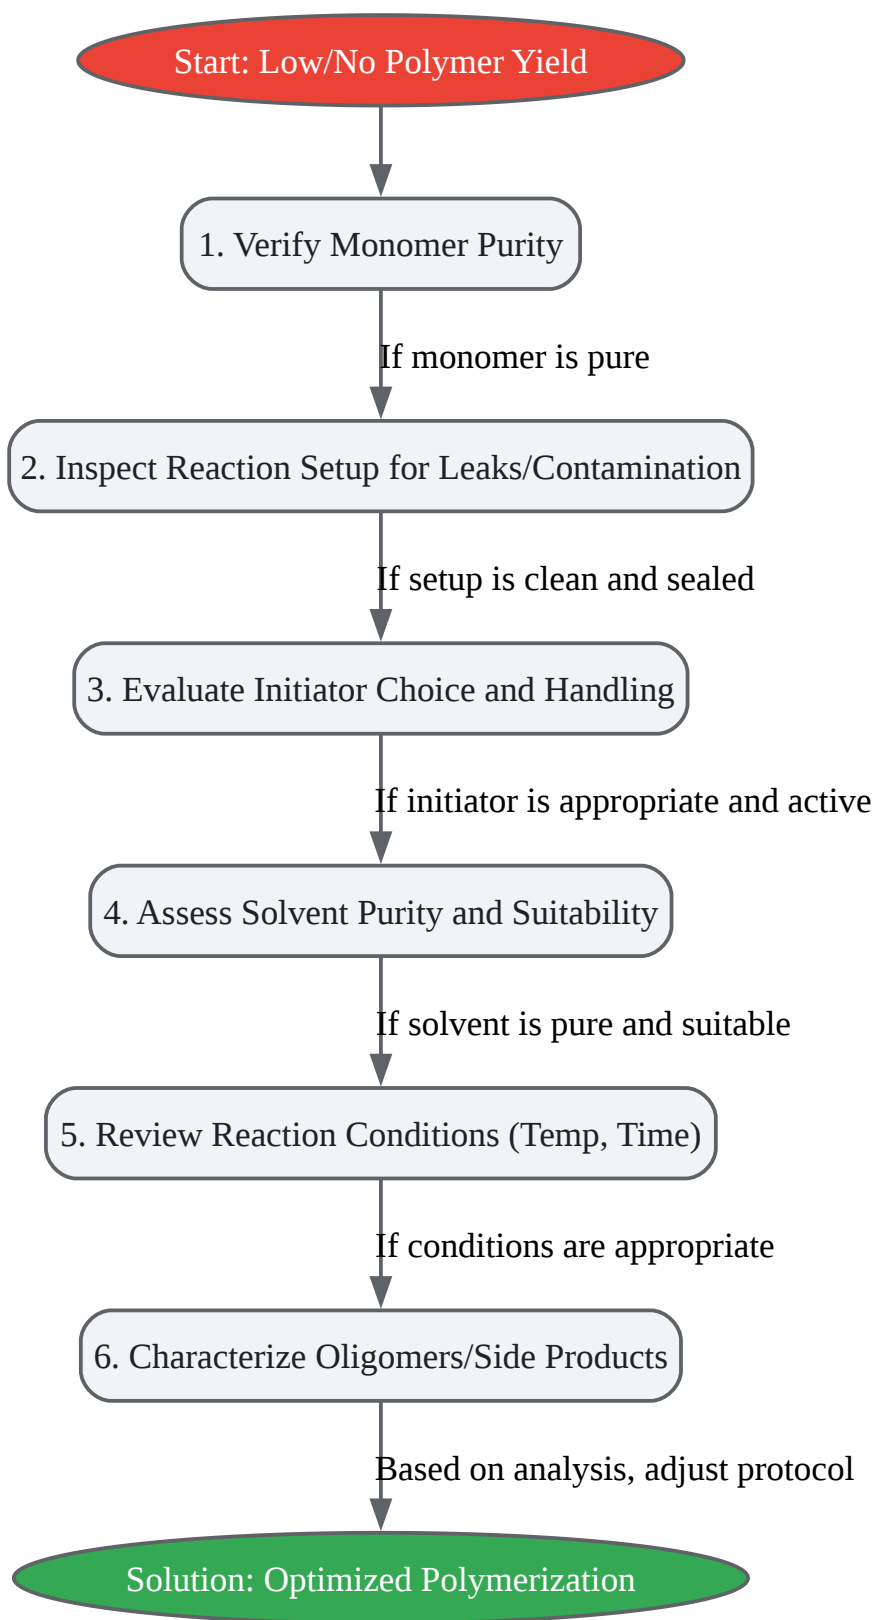 Start: Low/No Polymer Yield
1. Verify Monomer Purity
If monomer is pure
2. Inspect Reaction Setup for Leaks/Contamination
If setup is clean and sealed
3. Evaluate Initiator Choice and Handling
If initiator is appropriate and active
4. Assess Solvent Purity and Suitability
If solvent is pure and suitable
5. Review Reaction Conditions (Temp, Time)
If conditions are appropriate
6. Characterize Oligomers/Side Products
Based on analysis, adjust protocol
Solution: Optimized Polymerization